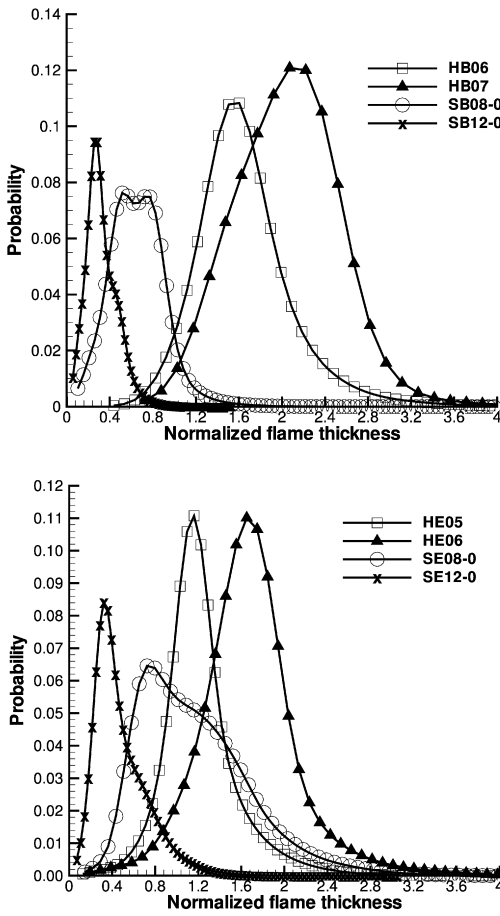 0.14
HB06
0.12
HB07
SB08-0
0.1
SB12-0
Probability
0.08
0.06
0.04
0.02
0
0 0.4 0.8 1.2 1.6 2 2.4 2.8 3.2 3.6 4
Normalized flame thickness
0.12
0.11
HE05
0.10
HE06
SE08-0
0.09
SE12-0
0.08
0.07
Probability
0.06
0.05
0.04
0.03
0.02
0.01
0.00
0 0.4 0.8 1.2 1.6 2 2.4 2.8 3.2 3.6 4
Normalized flame thickness